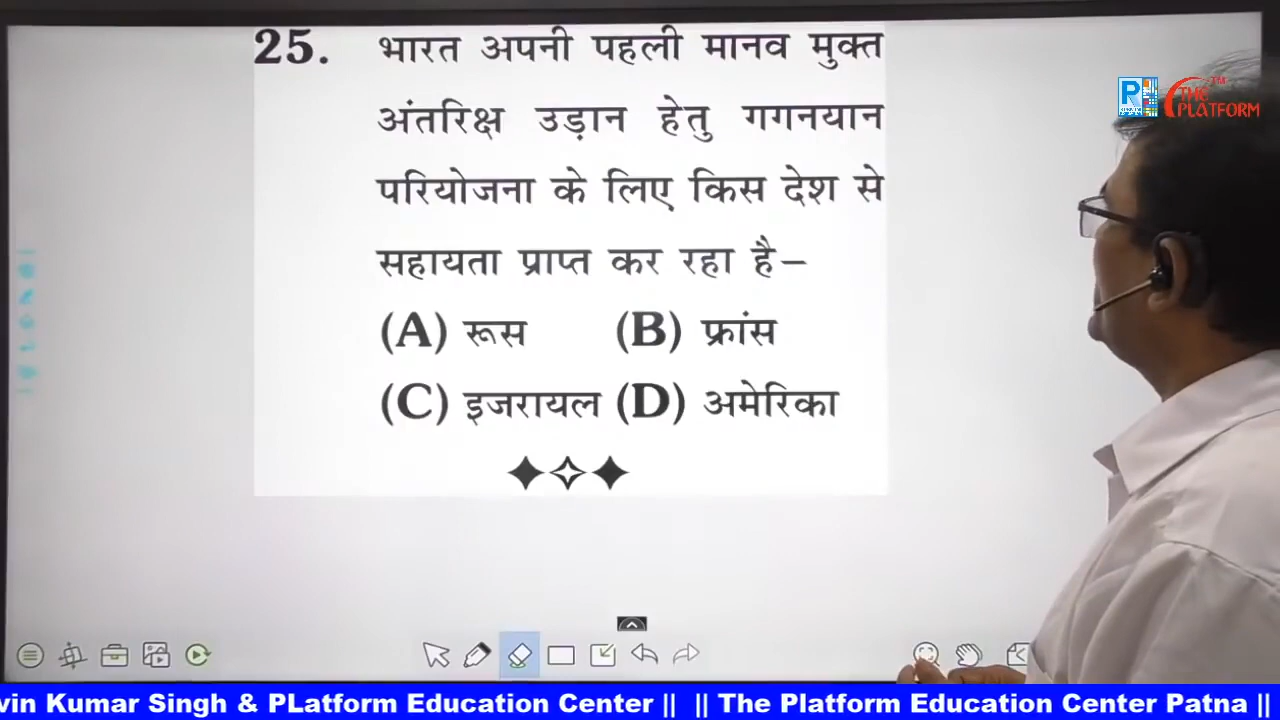 25. भारत अपनी पहली मानव मुक्त
अंतरिक्ष उड़ान हेतु गगनयान
परियोजना के लिए किस देश से
सहायता प्राप्त कर रहा है–
(A) रूस (B) फ्रांस
(C) इजरायल (D) अमेरिका
THE PLATFORM™
vin Kumar Singh & PLatform Education Center || || The Platform Education Center Patna ||